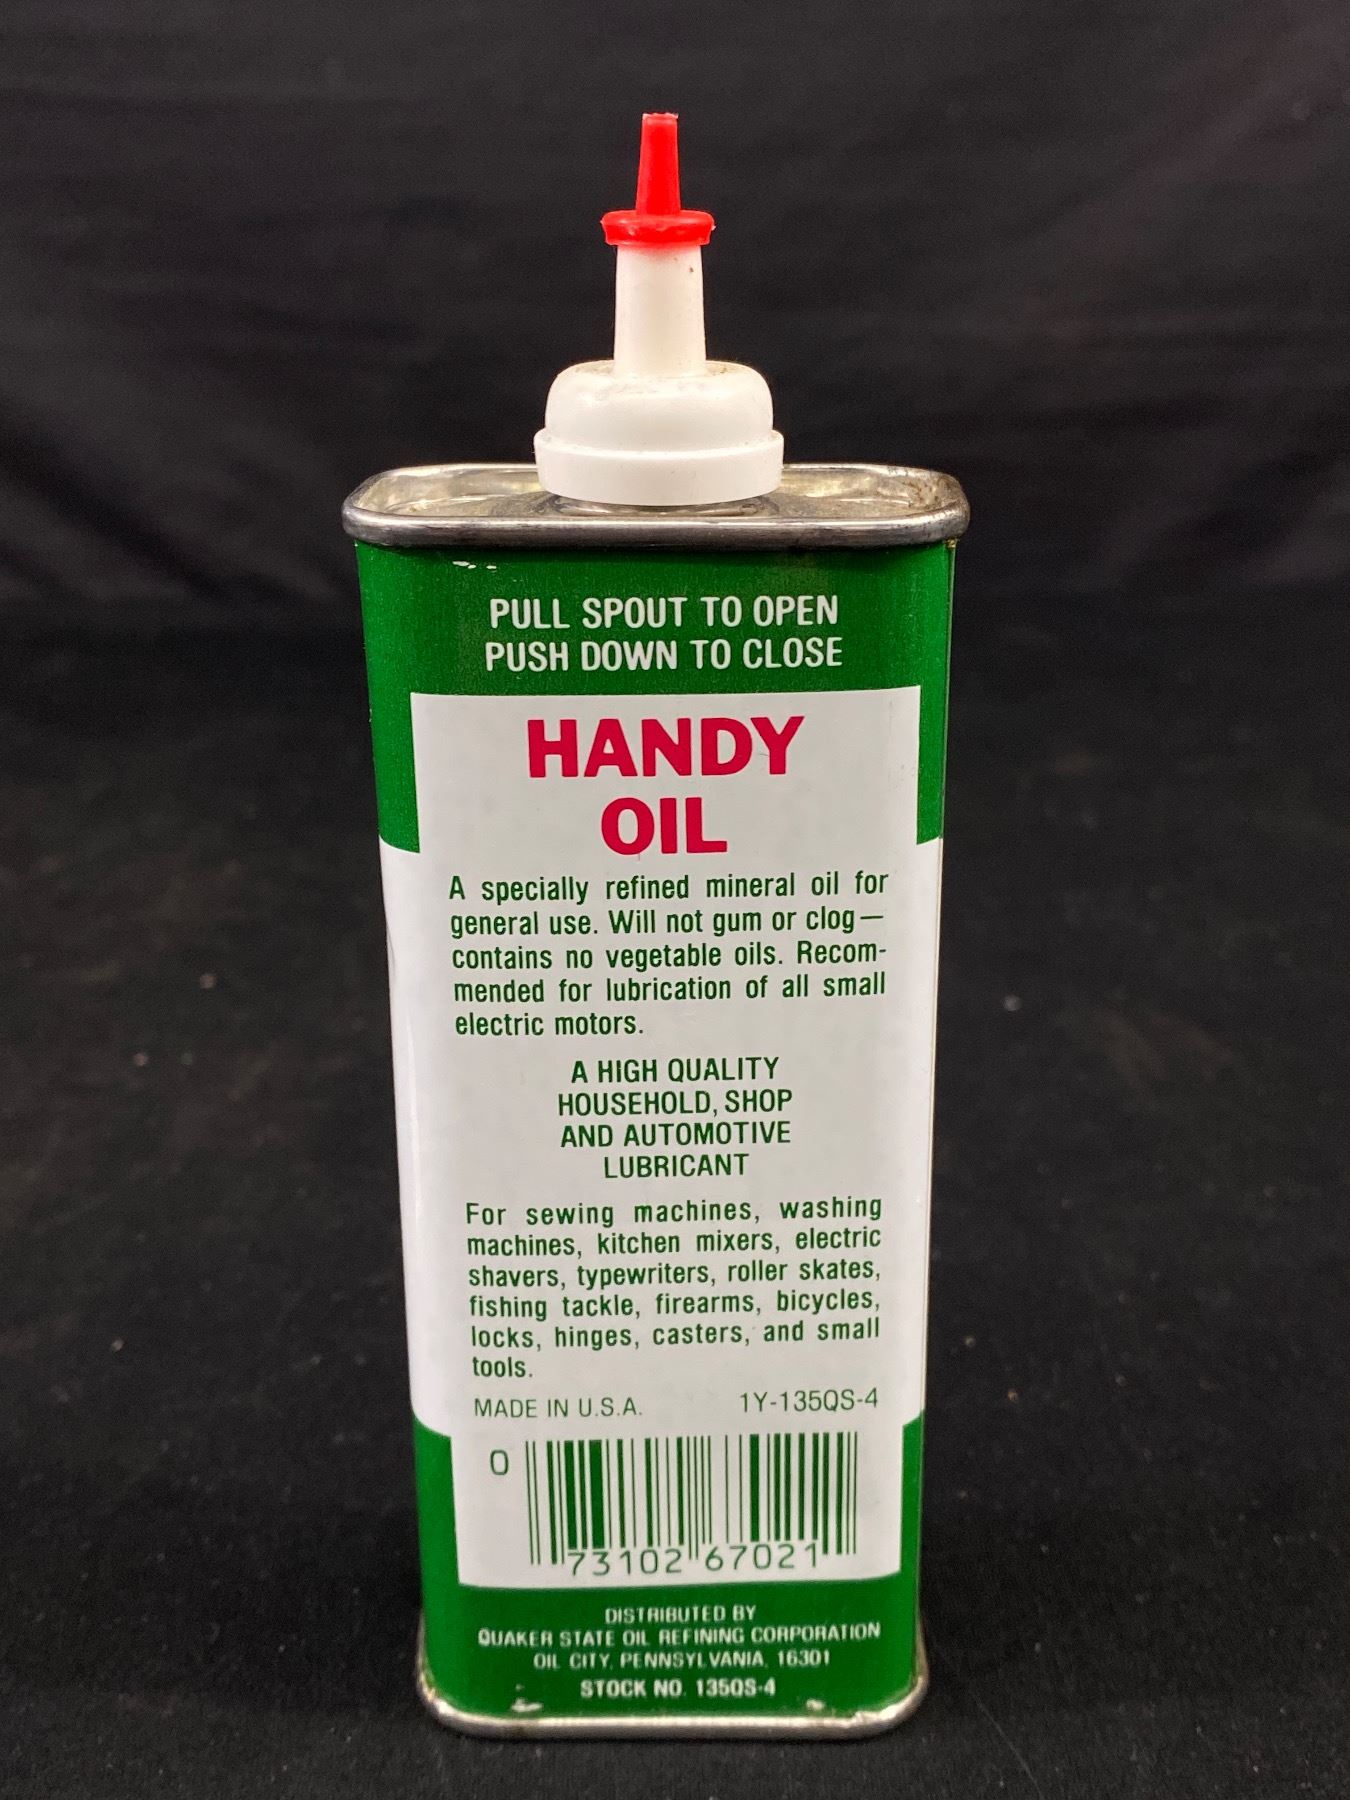 PULL SPOUT TO OPEN
PUSH DOWN TO CLOSE
HANDY
OIL
A specially refined mineral oil for
general use. Will not gum or clog—
contains no vegetable oils. Recom-
mended for lubrication of all small
electric motors.
A HIGH QUALITY
HOUSEHOLD, SHOP
AND AUTOMOTIVE
LUBRICANT
For sewing machines, washing
machines, kitchen mixers, electric
shavers, typewriters, roller skates,
fishing tackle, firearms, bicycles,
locks, hinges, casters, and small
tools.
MADE IN U.S.A. 1Y-135QS-4
0
73102 67021
DISTRIBUTED BY
QUAKER STATE OIL REFINING CORPORATION
OIL CITY, PENNSYLVANIA, 16301
STOCK NO. 135QS-4